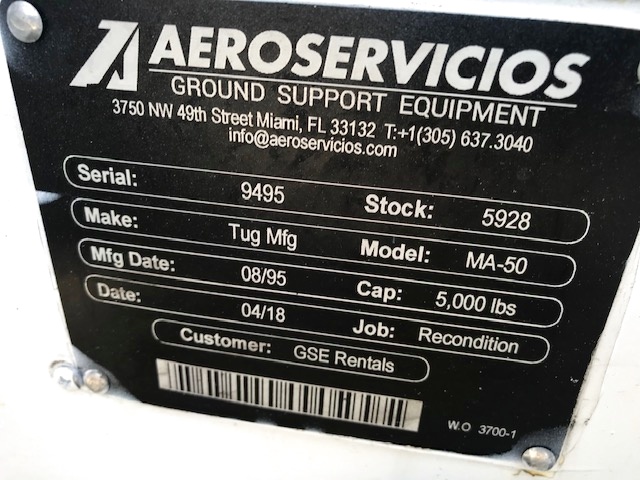 AEROSERVICIOS
GROUND SUPPORT EQUIPMENT
3750 NW 49th Street Miami, FL 33132 T:+1(305) 637.3040
info@aeroservicios.com
Serial: 9495 Stock: 5928
Make: Tug Mfg Model: MA-50
Mfg Date: 08/95 Cap: 5,000 lbs
Date: 04/18 Job: Recondition
Customer: GSE Rentals
W.O 3700-1